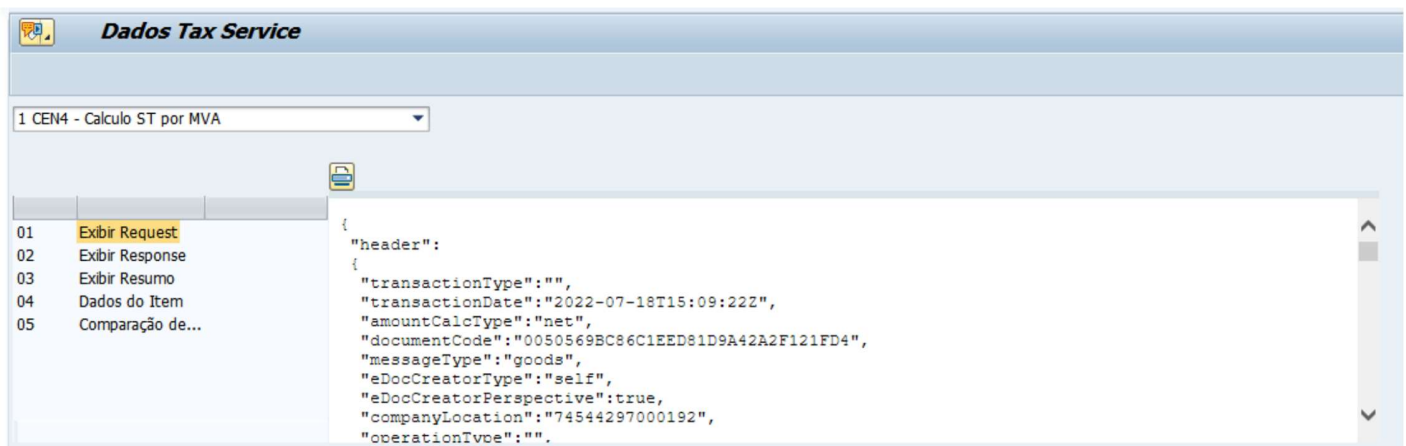 Dados Tax Service
1 CEN4 - Calculo ST por MVA
01 Exibir Request
02 Exibir Response
03 Exibir Resumo
04 Dados do Item
05 Comparação de...
{
"header":
{
"transactionType":"",
"transactionDate":"2022-07-18T15:09:22Z",
"amountCalcType":"net",
"documentCode":"0050569BC86C1EED81D9A42A2F121FD4",
"messageType":"goods",
"eDocCreatorType":"self",
"eDocCreatorPerspective":true,
"companyLocation":"74544297000192",
"operationType":"",